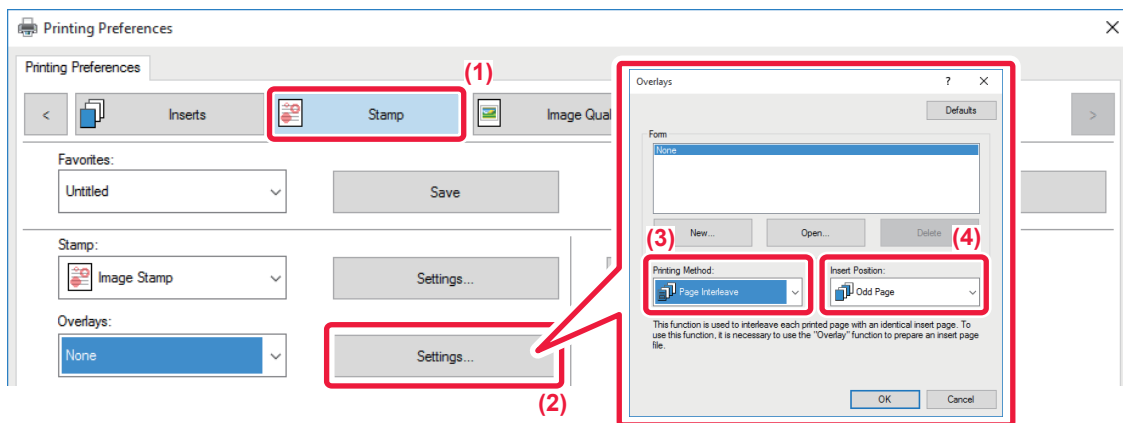 Printing Preferences
Printing Preferences
(1)
<
Inserts
Stamp
Image Qual
>
Favorites:
Untitled
Save
Stamp:
Image Stamp
Settings...
Overlays:
None
Settings...
(2)
Overlays
?
Defaults
Form
None
New...
Open...
Delete
(3)
(4)
Printing Method:
Insert Position:
Page Interleave
Odd Page
This function is used to interleave each printed page with an identical insert page. To
use this function, it is necessary to use the "Overlay" function to prepare an insert page
file.
OK
Cancel